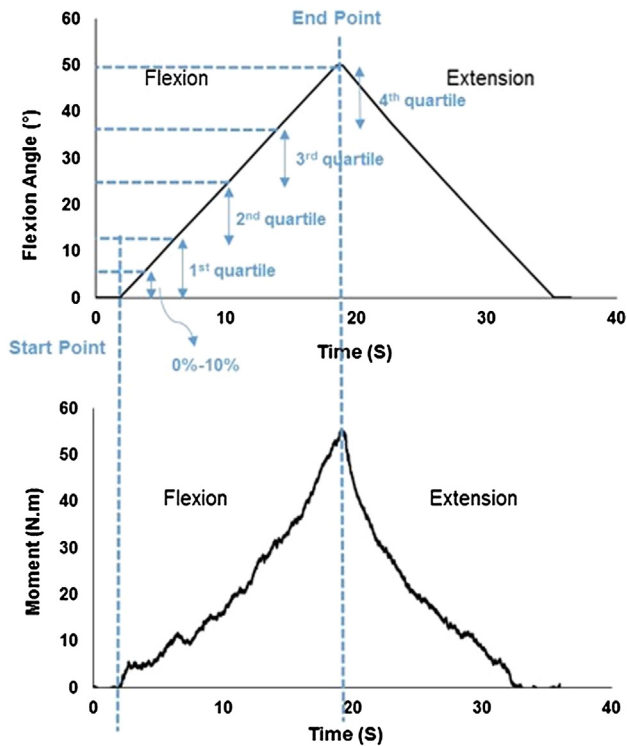 End Point
60
50
40
30
20
10
0
Flexion Angle (°)
Flexion
Extension
4th quartile
3rd quartile
2nd quartile
1st quartile
0 10 20 30 40
Start Point
Time (S)
0%-10%
60
50
40
30
20
10
0
Moment (N.m)
Flexion
Extension
0 10 20 30 40
Time (S)